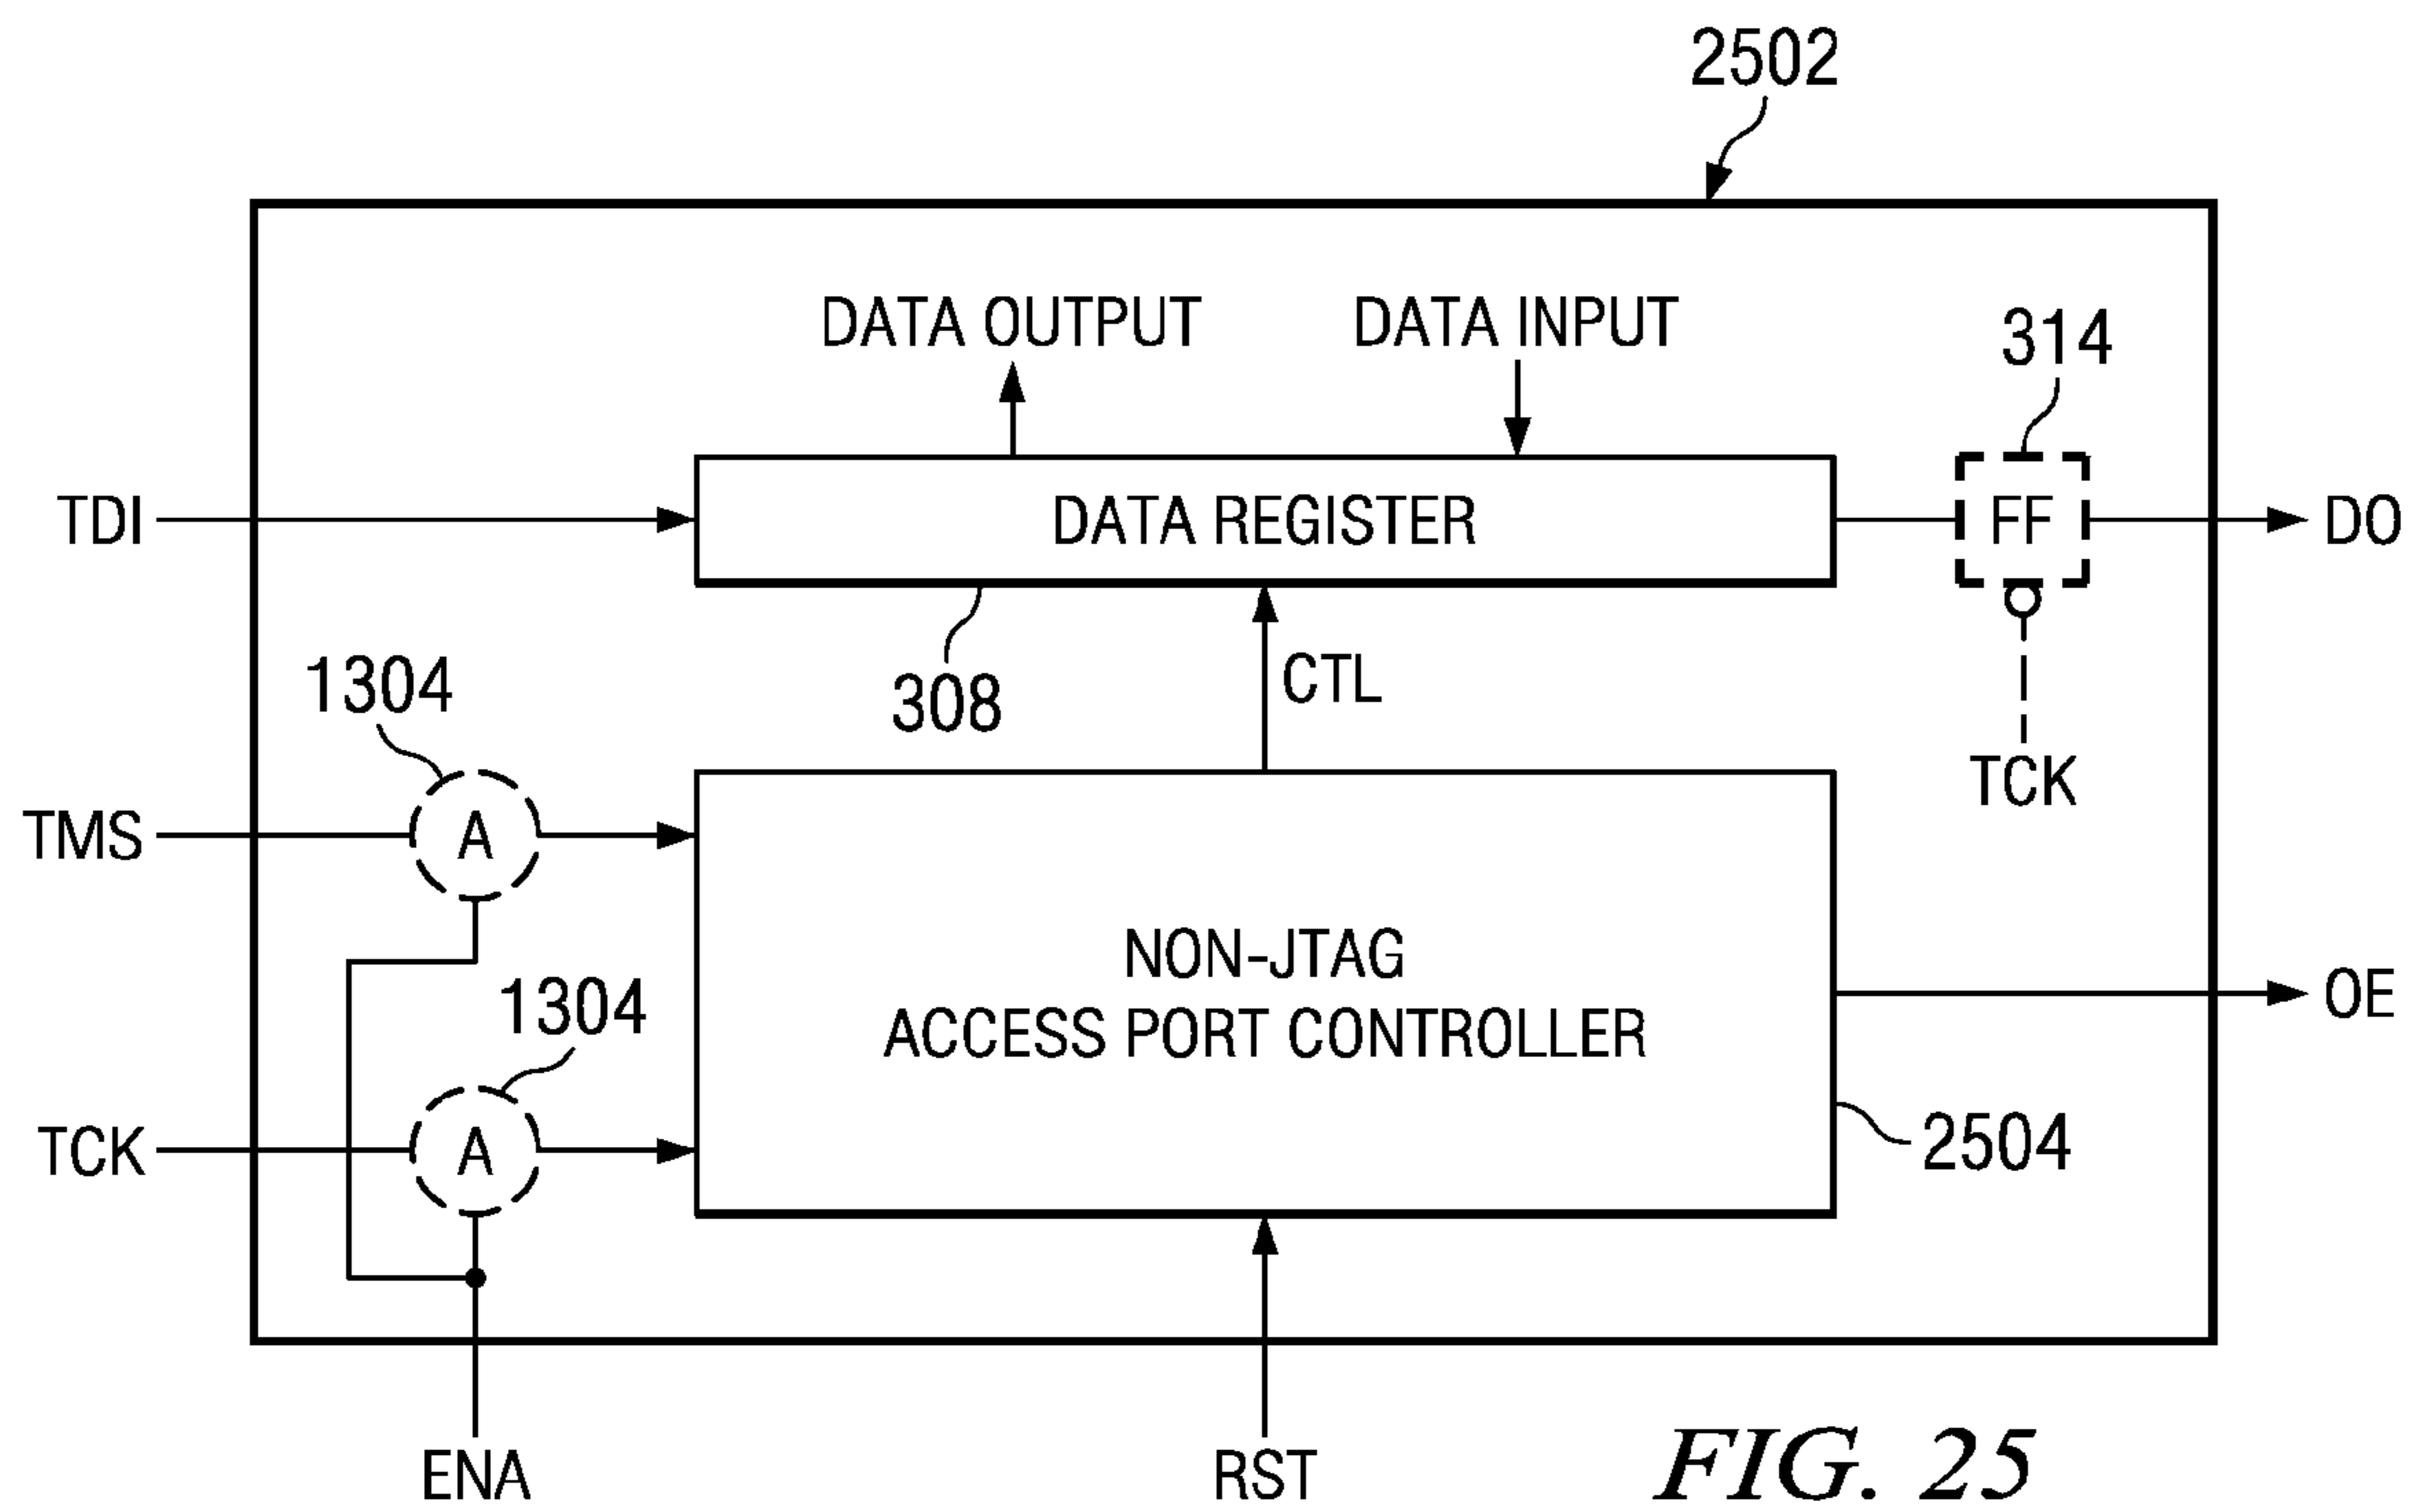 2502
DATA OUTPUT
DATA INPUT
314
TDI
DATA REGISTER
FF
DO
1304
308
CTL
TCK
TMS
A
NON-JTAG
ACCESS PORT CONTROLLER
1304
OE
TCK
A
2504
ENA
RST
FIG. 25